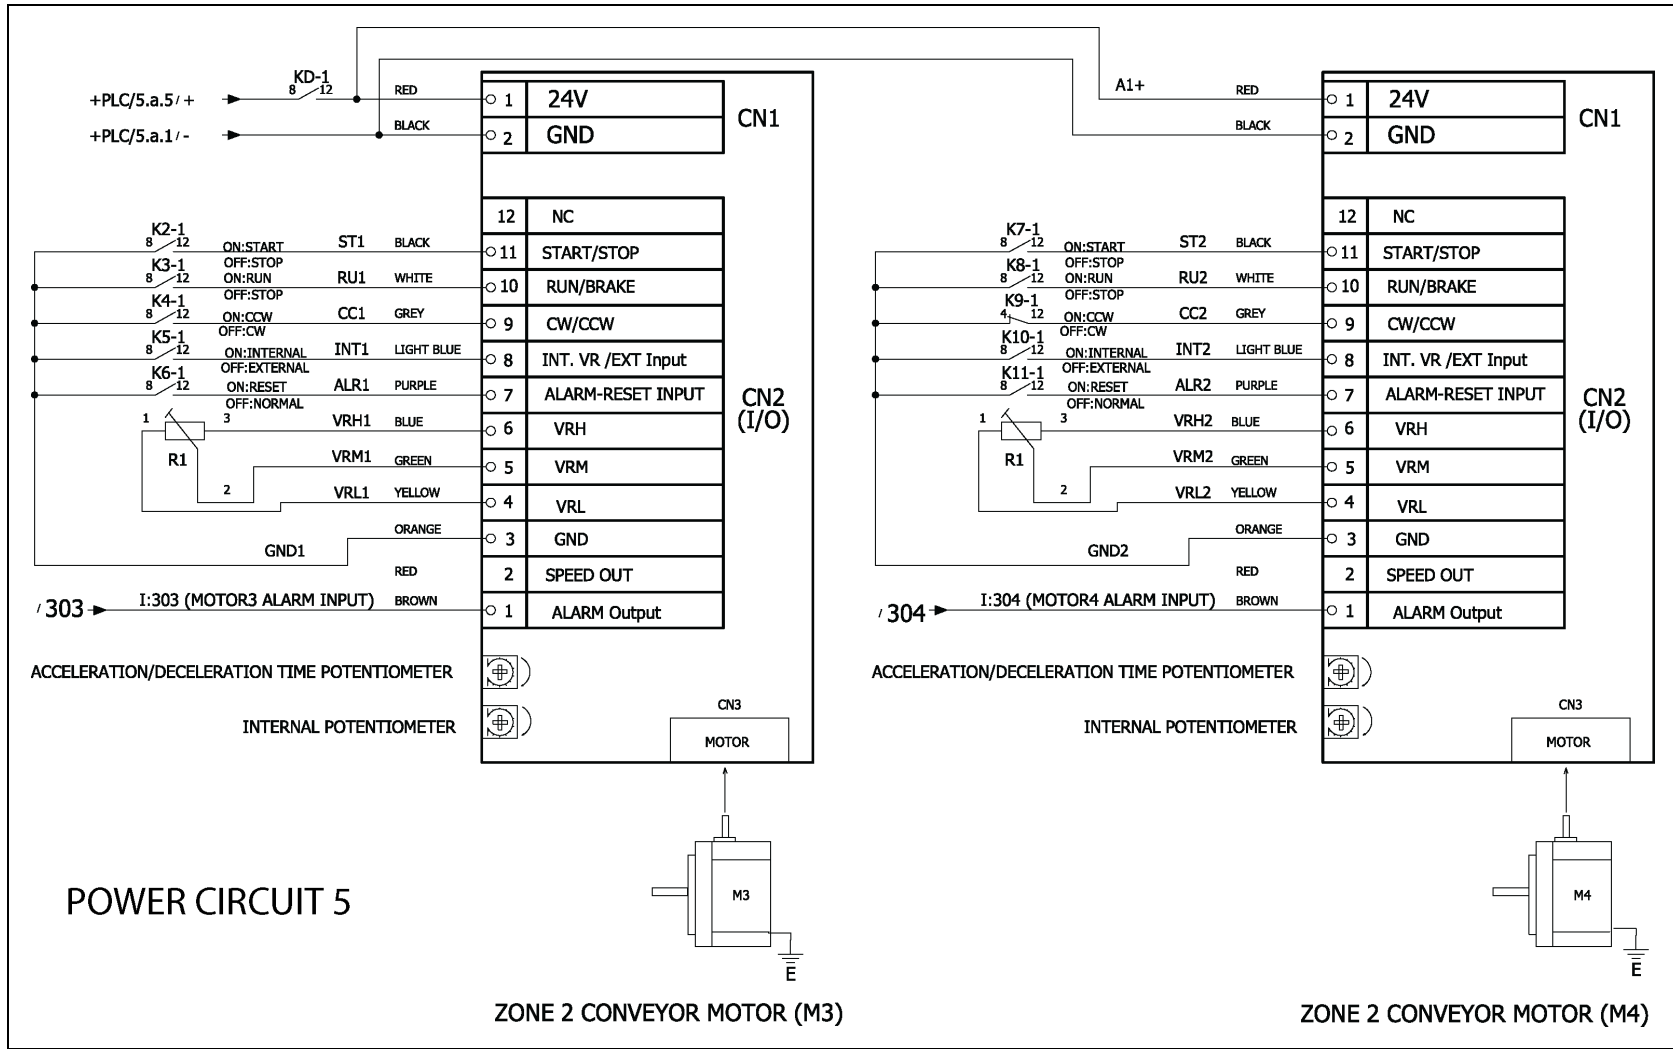 KD-1
8 12
+PLC/5.a.5 / +
RED
1 24V
+PLC/5.a.1 / -
BLACK
2 GND
CN1
12 NC
K2-1
8 12
ON:START
OFF:STOP
ST1 BLACK
11 START/STOP
K3-1
8 12
ON:RUN
OFF:STOP
RU1 WHITE
10 RUN/BRAKE
K4-1
8 12
ON:CCW
OFF:CW
CC1 GREY
9 CW/CCW
K5-1
8 12
ON:INTERNAL
OFF:EXTERNAL
INT1 LIGHT BLUE
8 INT. VR /EXT Input
K6-1
8 12
ON:RESET
OFF:NORMAL
ALR1 PURPLE
7 ALARM-RESET INPUT
CN2
(I/O)
1 3
R1
2
VRH1 BLUE
6 VRH
VRM1 GREEN
5 VRM
VRL1 YELLOW
4 VRL
GND1
ORANGE
3 GND
RED
2 SPEED OUT
/ 303
I:303 (MOTOR3 ALARM INPUT) BROWN
1 ALARM Output
ACCELERATION/DECELERATION TIME POTENTIOMETER
INTERNAL POTENTIOMETER
CN3
MOTOR
M3
E
ZONE 2 CONVEYOR MOTOR (M3)
A1+
RED
1 24V
BLACK
2 GND
CN1
12 NC
K7-1
8 12
ON:START
OFF:STOP
ST2 BLACK
11 START/STOP
K8-1
8 12
ON:RUN
OFF:STOP
RU2 WHITE
10 RUN/BRAKE
K9-1
4 12
ON:CCW
OFF:CW
CC2 GREY
9 CW/CCW
K10-1
8 12
ON:INTERNAL
OFF:EXTERNAL
INT2 LIGHT BLUE
8 INT. VR /EXT Input
K11-1
8 12
ON:RESET
OFF:NORMAL
ALR2 PURPLE
7 ALARM-RESET INPUT
CN2
(I/O)
1 3
R1
2
VRH2 BLUE
6 VRH
VRM2 GREEN
5 VRM
VRL2 YELLOW
4 VRL
GND2
ORANGE
3 GND
RED
2 SPEED OUT
/ 304
I:304 (MOTOR4 ALARM INPUT) BROWN
1 ALARM Output
ACCELERATION/DECELERATION TIME POTENTIOMETER
INTERNAL POTENTIOMETER
CN3
MOTOR
M4
E
ZONE 2 CONVEYOR MOTOR (M4)
POWER CIRCUIT 5